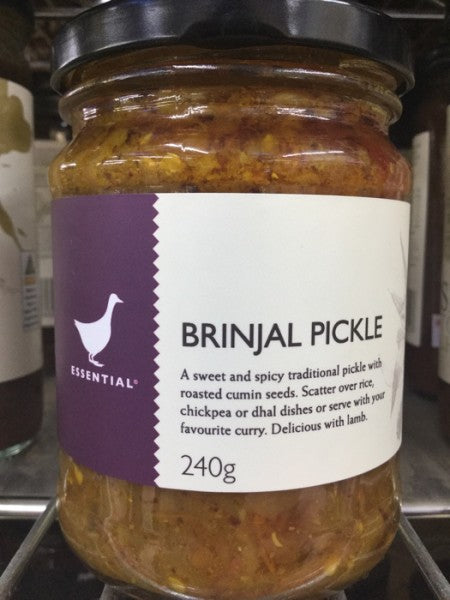 ESSENTIAL®
BRINJAL PICKLE
A sweet and spicy traditional pickle with
roasted cumin seeds. Scatter over rice,
chickpea or dhal dishes or serve with your
favourite curry. Delicious with lamb.
240g